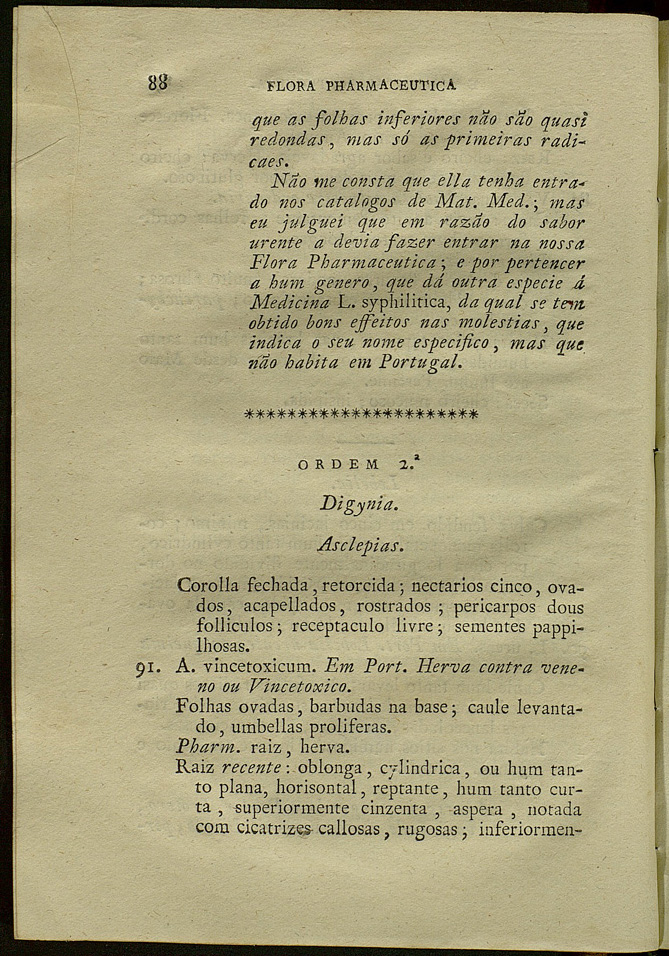 88 FLORA PHARMACEUTICA
que as folhas inferiores não são quasi
redondas, mas só as primeiras radi-
caes.
Não me consta que ella tenha entra-
do nos catalogos de Mat. Med.; mas
eu julguei que em razão do sabor
urente a devia fazer entrar na nossa
Flora Pharmaceutica; e por pertencer
a hum genero, que dá outra especie á
Medicina L. syphilitica, da qual se tem
obtido bons effeitos nas molestias, que
indica o seu nome especifico, mas que
não habita em Portugal.
**********************
ORDEM 2.ª
Digynia.
Asclepias.
Corolla fechada, retorcida; nectarios cinco, ova-
dos, acapellados, rostrados; pericarpos dous
folliculos; receptaculo livre; sementes pappi-
lhosas.
91. A. vincetoxicum. Em Port. Herva contra vene-
no ou Vincetoxico.
Folhas ovadas, barbudas na base; caule levanta-
do, umbellas proliferas.
Pharm. raiz, herva.
Raiz recente: oblonga, cylindrica, ou hum tan-
to plana, horisontal, reptante, hum tanto cur-
ta, superiormente cinzenta, aspera, notada
com cicatrizes callosas, rugosas; inferiormen-